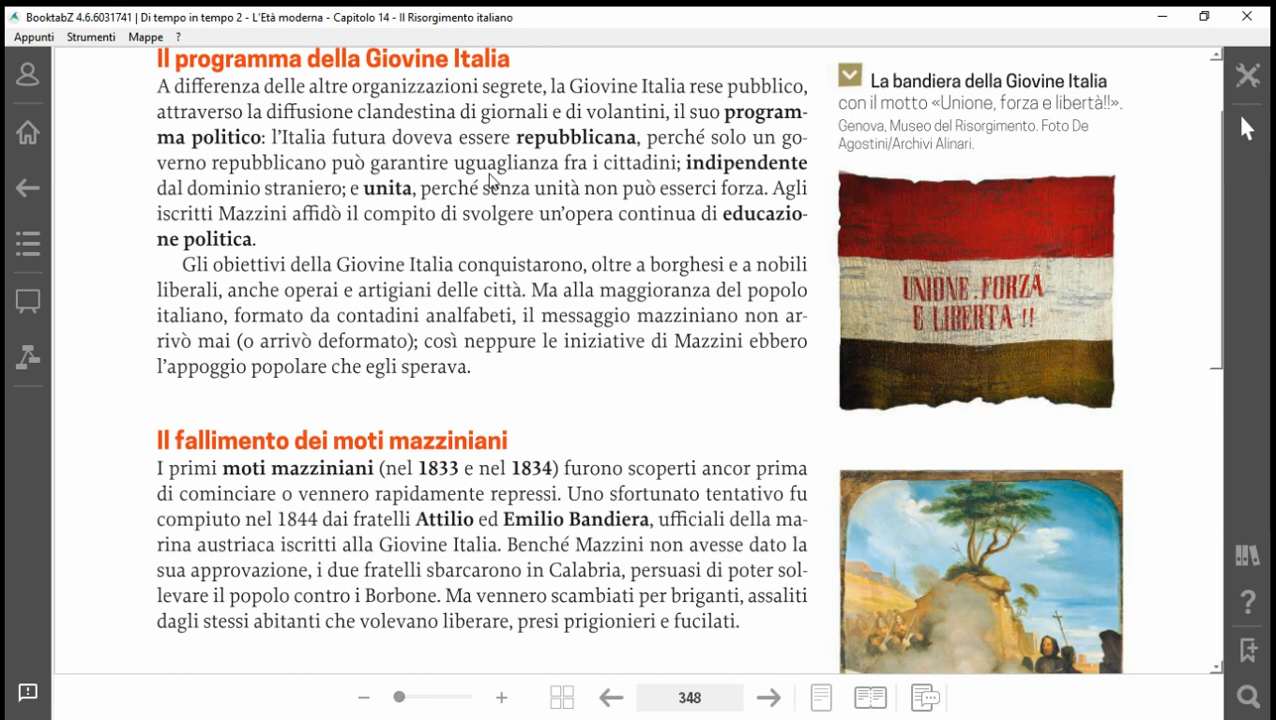 BooktabZ 4.6.6031741 | Di tempo in tempo 2 - L'Età moderna - Capitolo 14 - Il Risorgimento italiano
Appunti Strumenti Mappe ?
Il programma della Giovine Italia
A differenza delle altre organizzazioni segrete, la Giovine Italia rese pubblico,
attraverso la diffusione clandestina di giornali e di volantini, il suo program-
ma politico: l'Italia futura doveva essere repubblicana, perché solo un go-
verno repubblicano può garantire uguaglianza fra i cittadini; indipendente
dal dominio straniero; e unita, perché senza unità non può esserci forza. Agli
iscritti Mazzini affidò il compito di svolgere un'opera continua di educazio-
ne politica.
Gli obiettivi della Giovine Italia conquistarono, oltre a borghesi e a nobili
liberali, anche operai e artigiani delle città. Ma alla maggioranza del popolo
italiano, formato da contadini analfabeti, il messaggio mazziniano non ar-
rivò mai (o arrivò deformato); così neppure le iniziative di Mazzini ebbero
l'appoggio popolare che egli sperava.
Il fallimento dei moti mazziniani
I primi moti mazziniani (nel 1833 e nel 1834) furono scoperti ancor prima
di cominciare o vennero rapidamente repressi. Uno sfortunato tentativo fu
compiuto nel 1844 dai fratelli Attilio ed Emilio Bandiera, ufficiali della ma-
rina austriaca iscritti alla Giovine Italia. Benché Mazzini non avesse dato la
sua approvazione, i due fratelli sbarcarono in Calabria, persuasi di poter sol-
levare il popolo contro i Borbone. Ma vennero scambiati per briganti, assaliti
dagli stessi abitanti che volevano liberare, presi prigionieri e fucilati.
La bandiera della Giovine Italia
con il motto «Unione, forza e libertà!!».
Genova, Museo del Risorgimento. Foto De
Agostini/Archivi Alinari.
UNIONE, FORZA
E LIBERTA !!
348